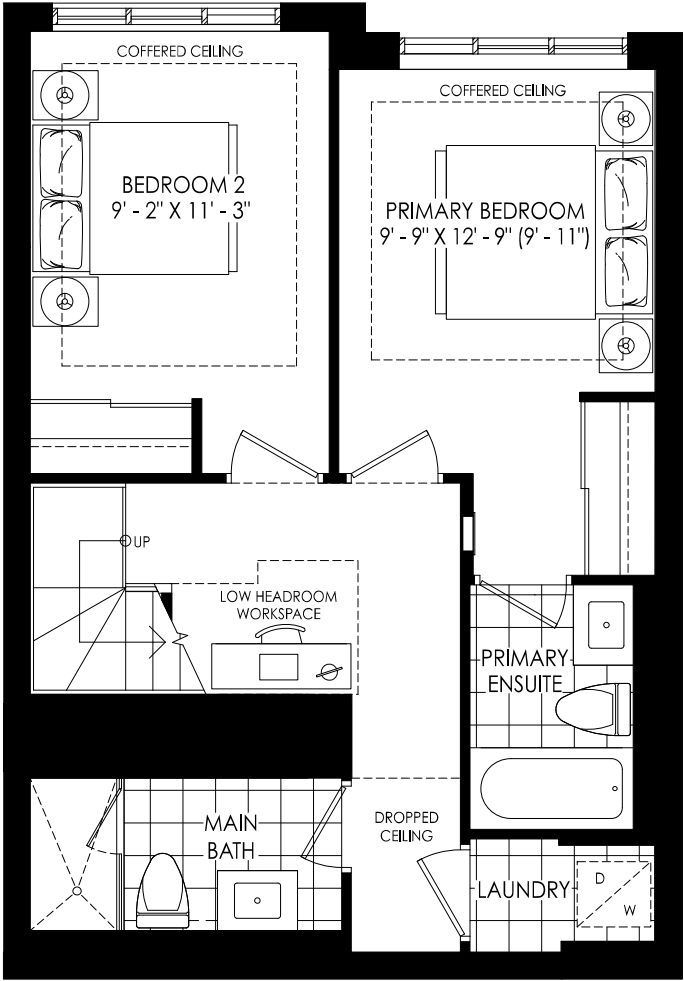 COFFERED CEILING
BEDROOM 2
9' - 2" X 11' - 3"
COFFERED CEILING
PRIMARY BEDROOM
9' - 9" X 12' - 9" (9' - 11")
UP
LOW HEADROOM
WORKSPACE
PRIMARY
ENSUITE
MAIN
BATH
DROPPED
CEILING
LAUNDRY
D
W